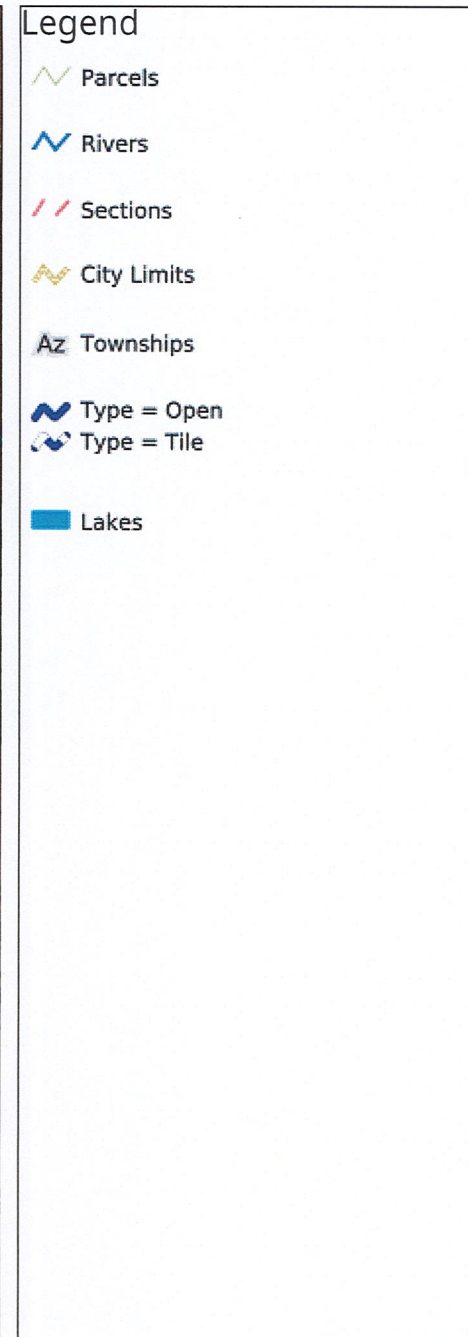 Legend
Parcels
Rivers
Sections
City Limits
Az Townships
Type = Open
Type = Tile
Lakes